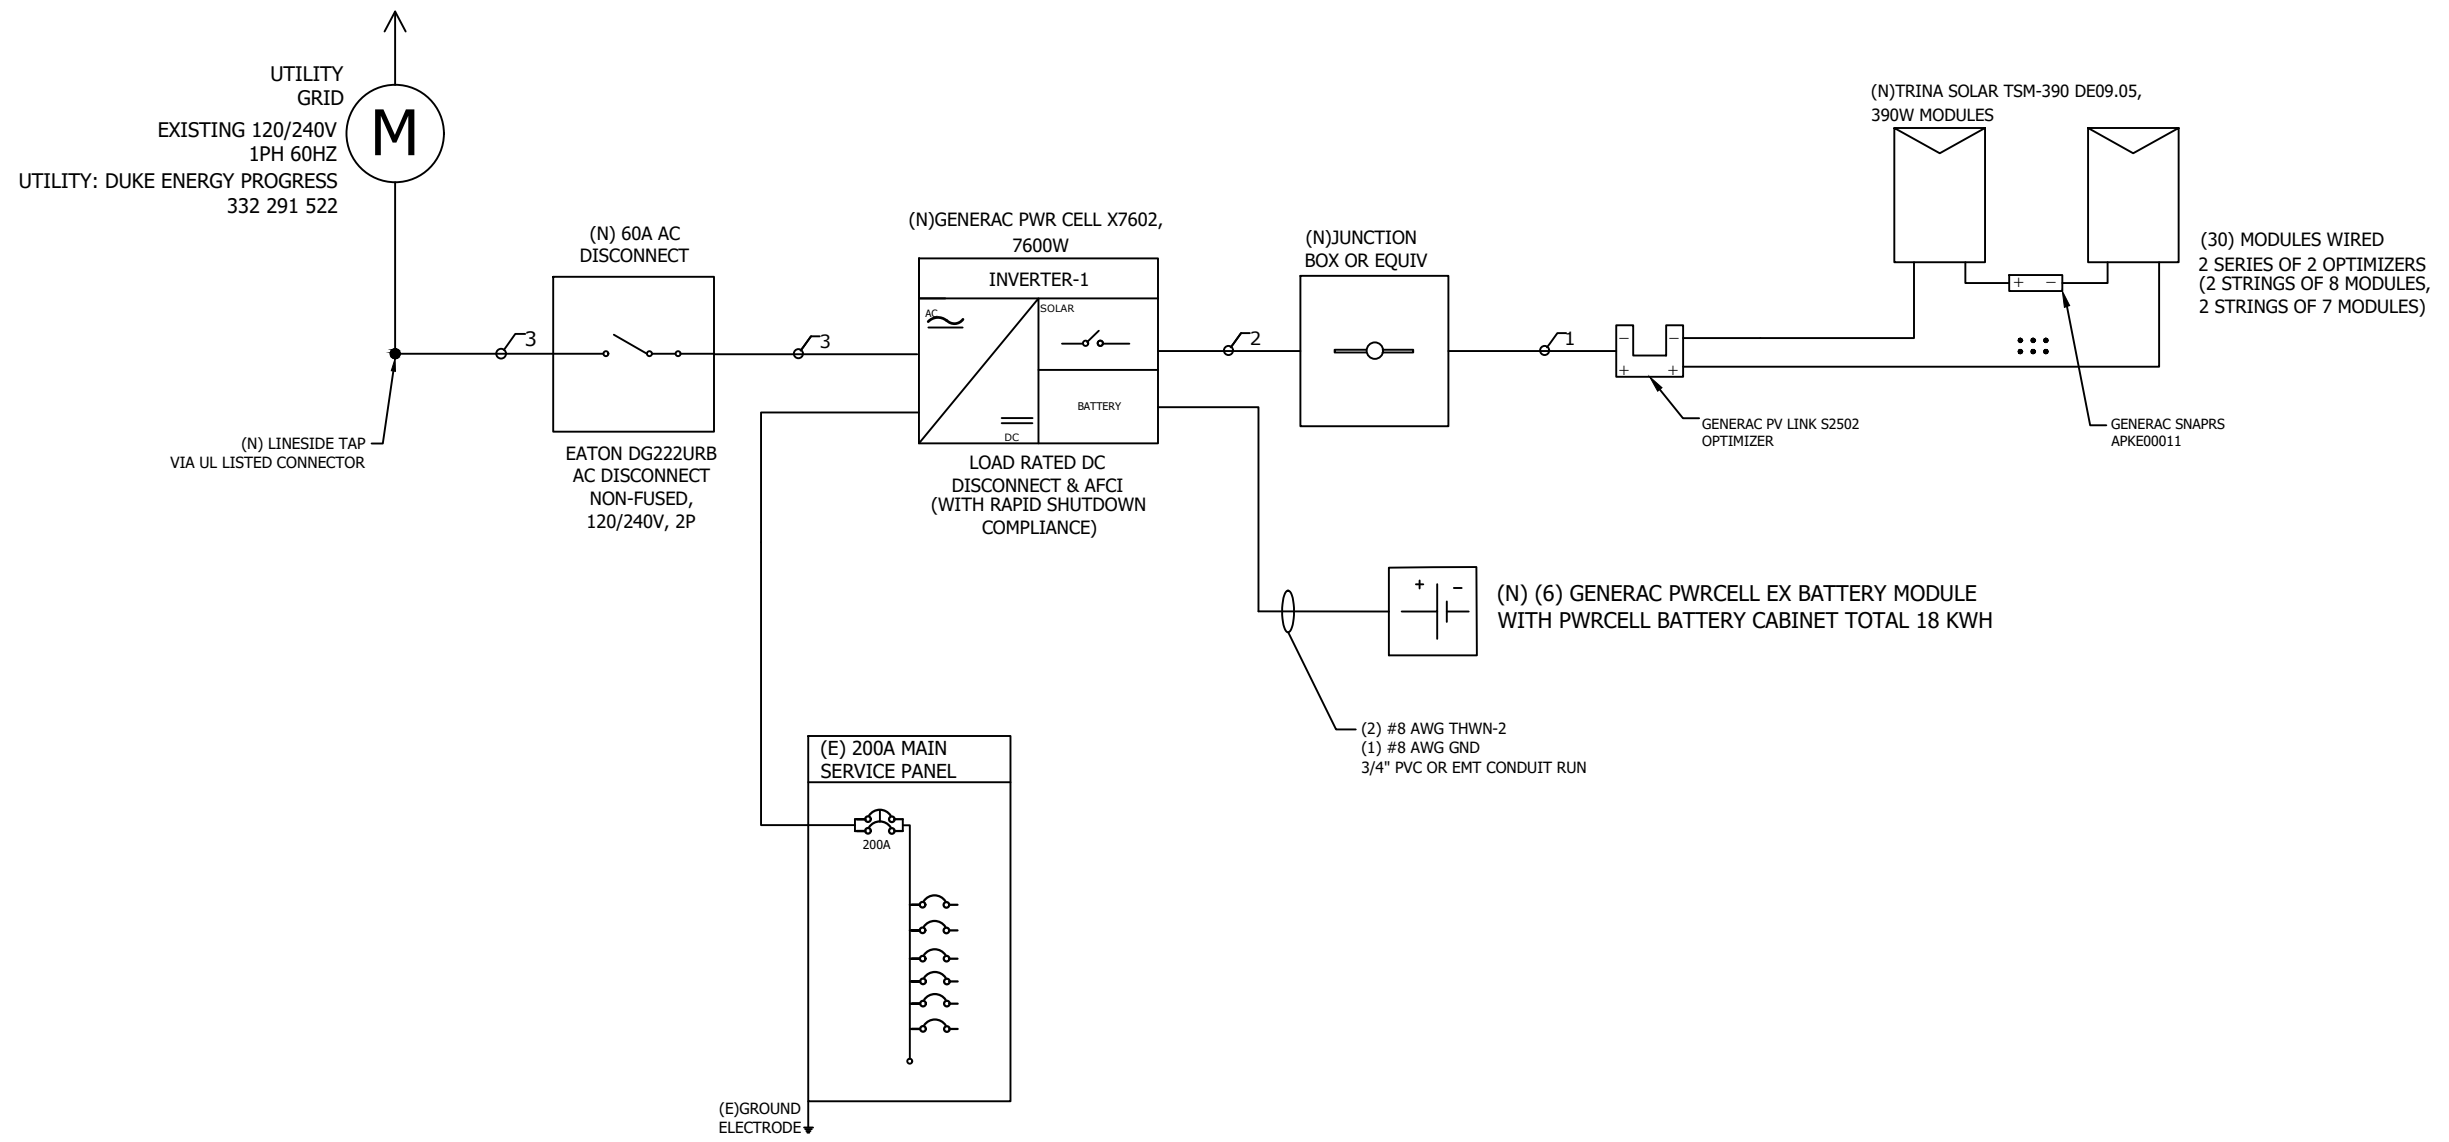 UTILITY
GRID
EXISTING 120/240V
1PH 60HZ
UTILITY: DUKE ENERGY PROGRESS
332 291 522
M
(N) LINESIDE TAP
VIA UL LISTED CONNECTOR
3
(N) 60A AC
DISCONNECT
EATON DG222URB
AC DISCONNECT
NON-FUSED,
120/240V, 2P
3
(N)GENERAC PWR CELL X7602,
7600W
INVERTER-1
AC
SOLAR
DC
BATTERY
LOAD RATED DC
DISCONNECT & AFCI
(WITH RAPID SHUTDOWN
COMPLIANCE)
2
(N)JUNCTION
BOX OR EQUIV
1
− −
+ +
GENERAC PV LINK S2502
OPTIMIZER
(N)TRINA SOLAR TSM-390 DE09.05,
390W MODULES
+ −
GENERAC SNAPRS
APKE00011
(30) MODULES WIRED
2 SERIES OF 2 OPTIMIZERS
(2 STRINGS OF 8 MODULES,
2 STRINGS OF 7 MODULES)
+ −
(N) (6) GENERAC PWRCELL EX BATTERY MODULE
WITH PWRCELL BATTERY CABINET TOTAL 18 KWH
(2) #8 AWG THWN-2
(1) #8 AWG GND
3/4" PVC OR EMT CONDUIT RUN
(E) 200A MAIN
SERVICE PANEL
200A
(E)GROUND
ELECTRODE